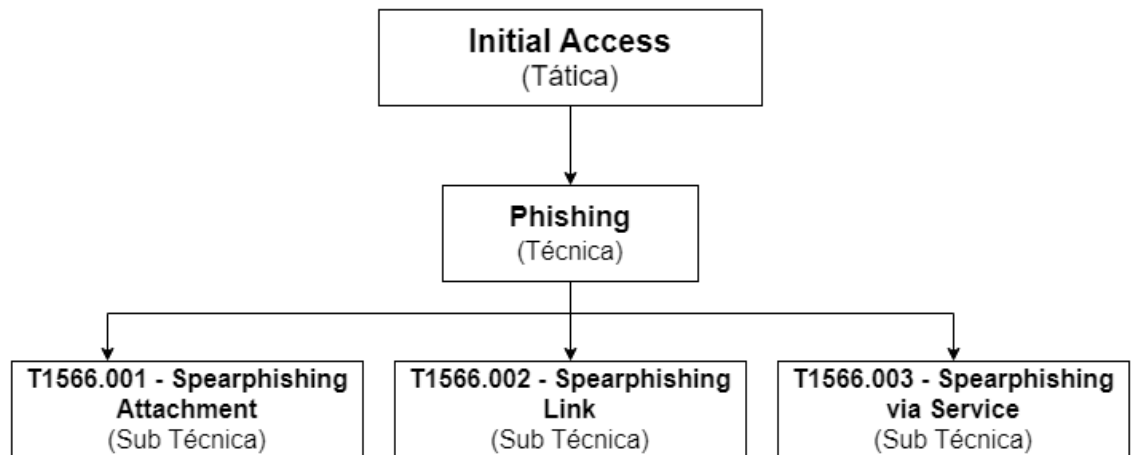 Initial Access
(Tática)
Phishing
(Técnica)
T1566.001 - Spearphishing
Attachment
(Sub Técnica)
T1566.002 - Spearphishing
Link
(Sub Técnica)
T1566.003 - Spearphishing
via Service
(Sub Técnica)